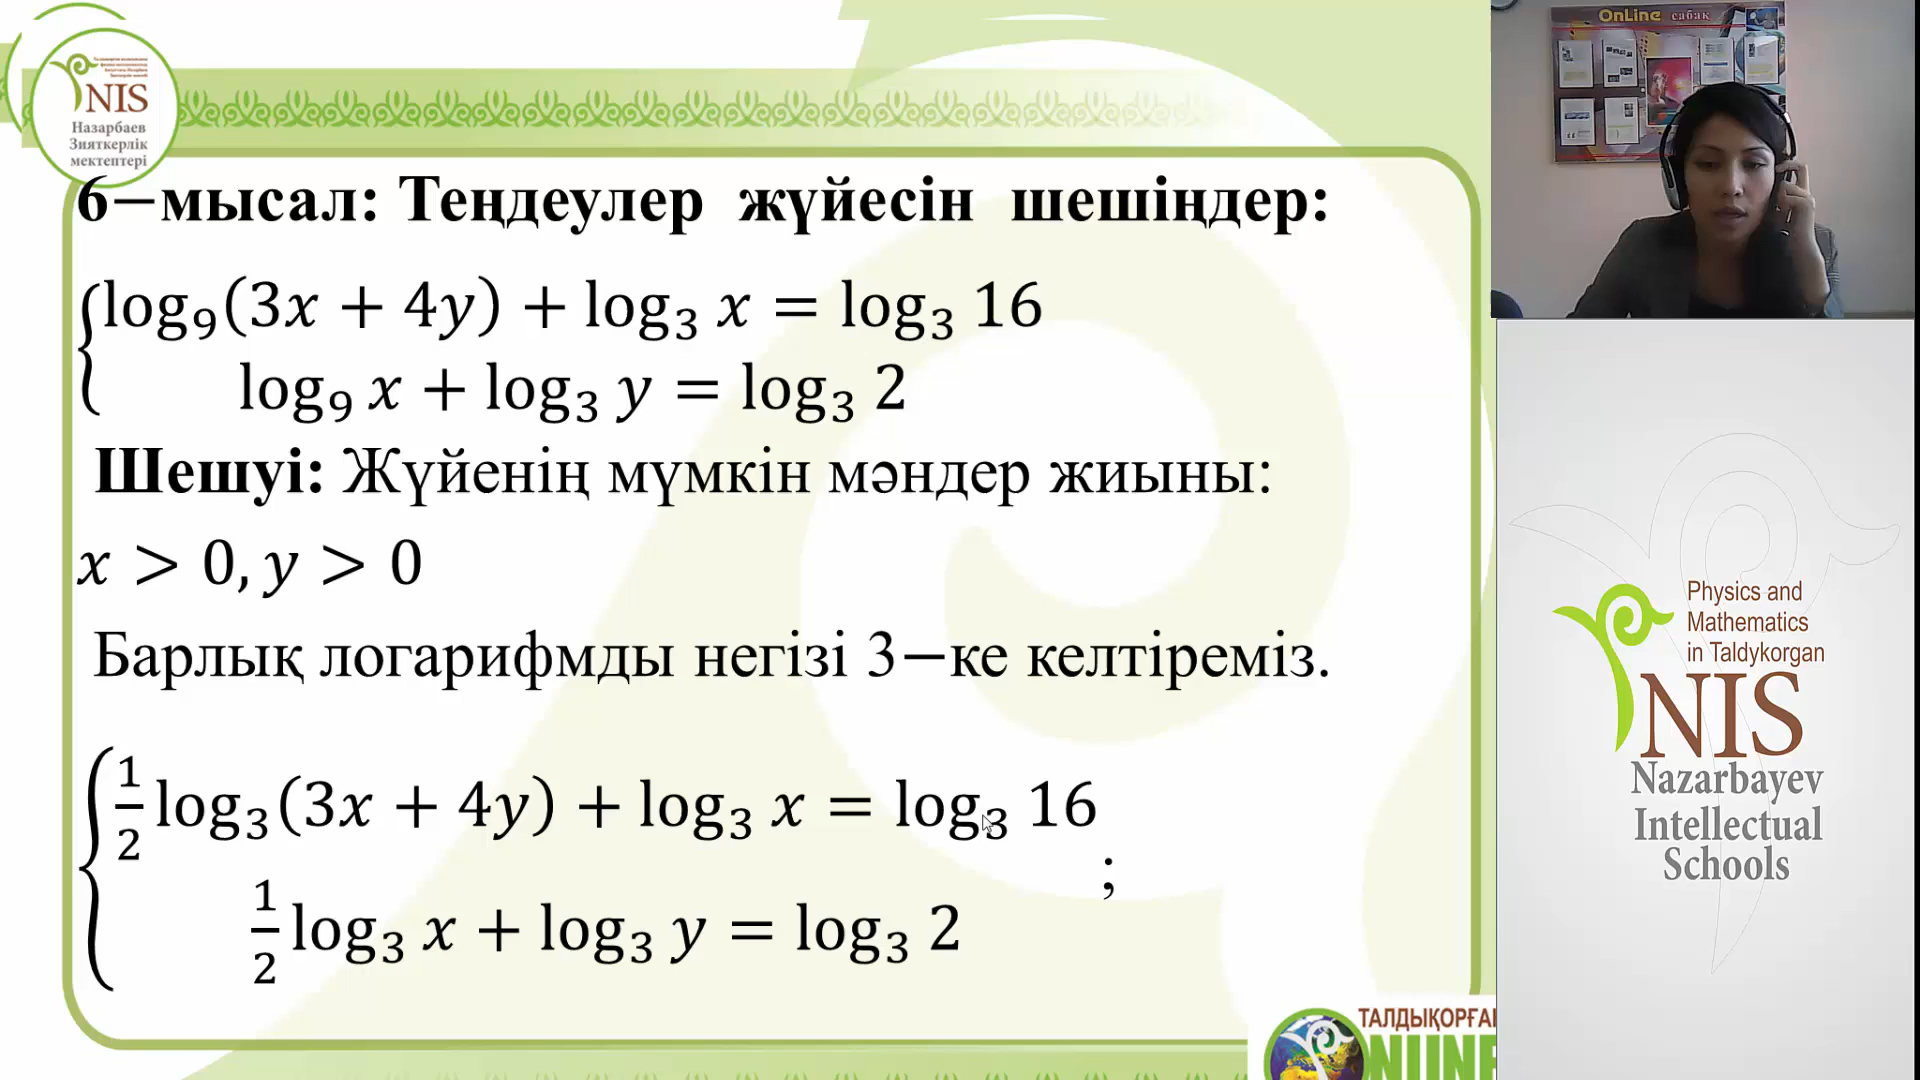 NIS
Назарбаев
Зияткерлік
мектептері
6–мысал: Теңдеулер жүйесін шешіңдер:
log₉(3x + 4y) + log₃ x = log₃ 16
log₉ x + log₃ y = log₃ 2
Шешуі: Жүйенің мүмкін мәндер жиыны:
x > 0, y > 0
Барлық логарифмды негізі 3–ке келтіреміз.
1/2 log₃(3x + 4y) + log₃ x = log₃ 16
1/2 log₃ x + log₃ y = log₃ 2 ;
OnLine сабақ
Physics and
Mathematics
in Taldykorgan
NIS
Nazarbayev
Intellectual
Schools
ТАЛДЫҚОРҒА